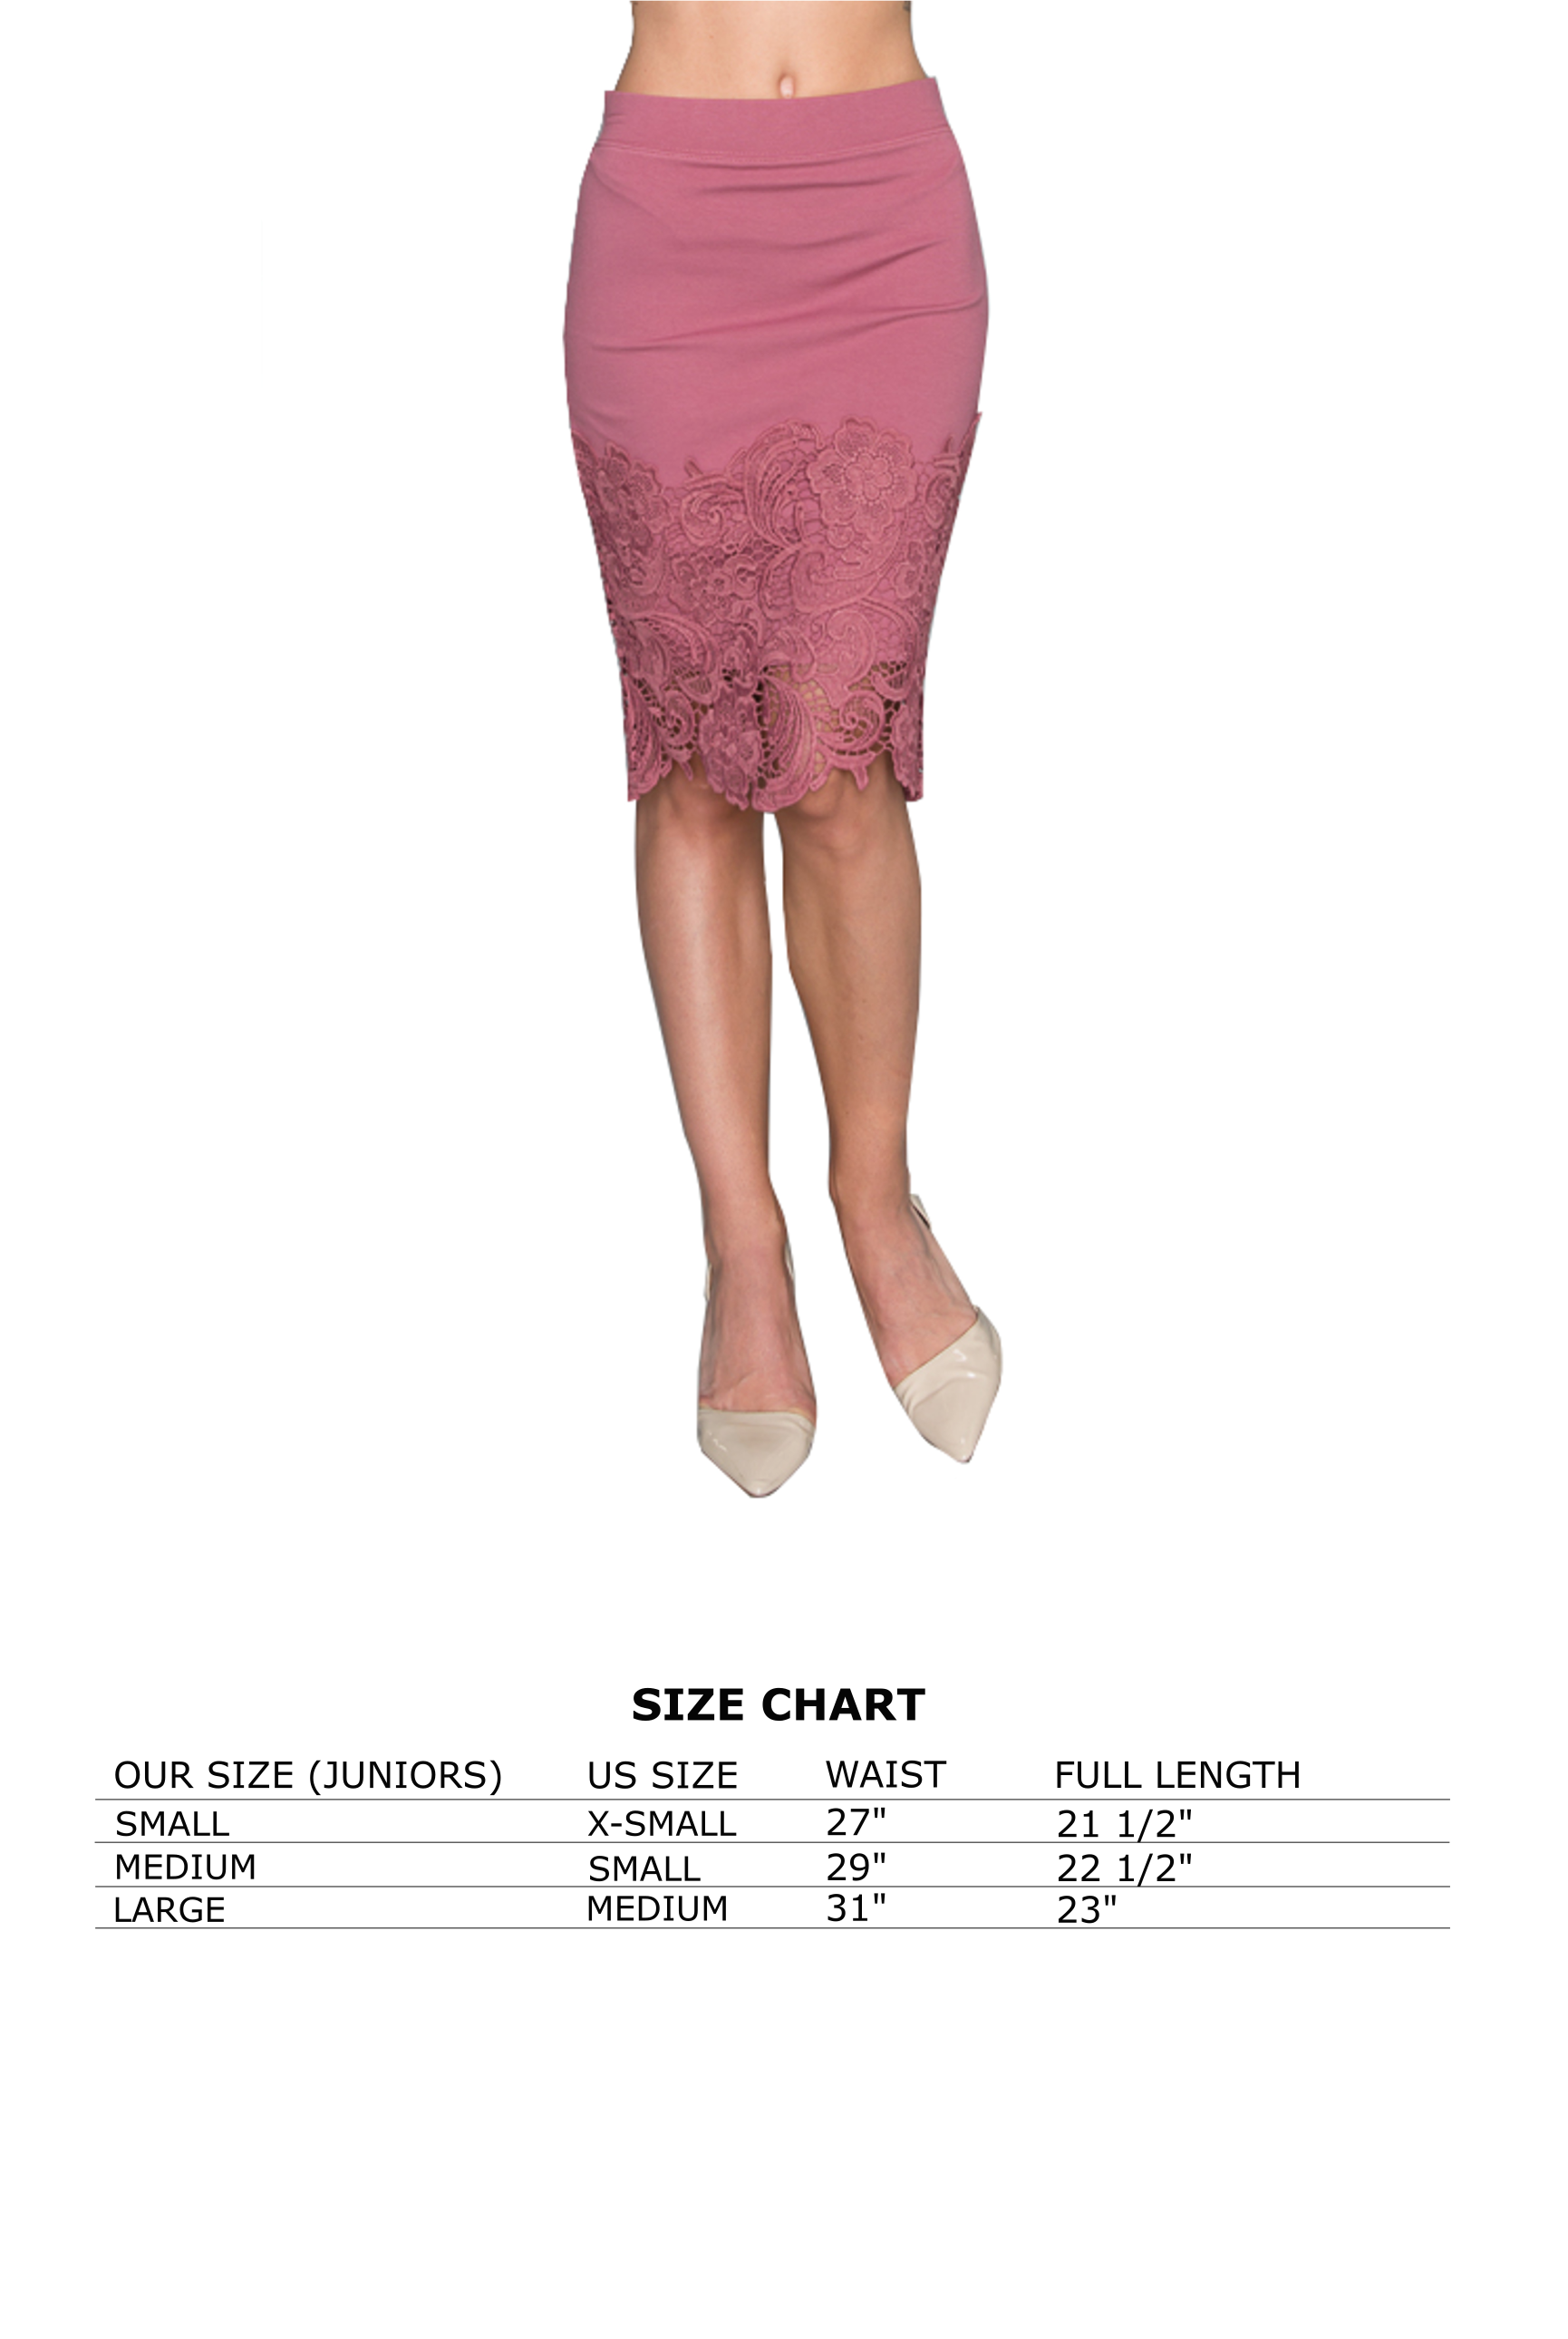 SIZE CHART
OUR SIZE (JUNIORS) US SIZE WAIST FULL LENGTH
SMALL X-SMALL 27" 21 1/2"
MEDIUM SMALL 29" 22 1/2"
LARGE MEDIUM 31" 23"